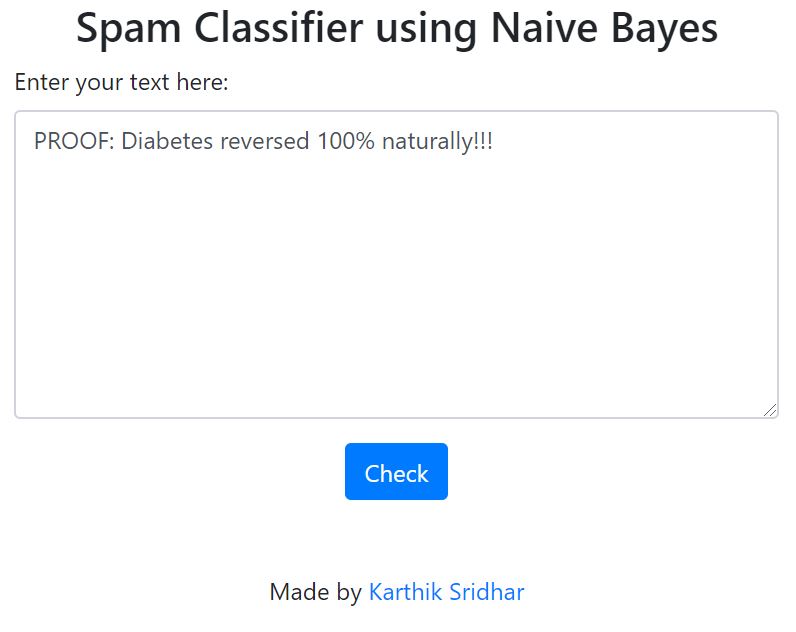 Spam Classifier using Naive Bayes
Enter your text here:
PROOF: Diabetes reversed 100% naturally!!!
Check
Made by Karthik Sridhar